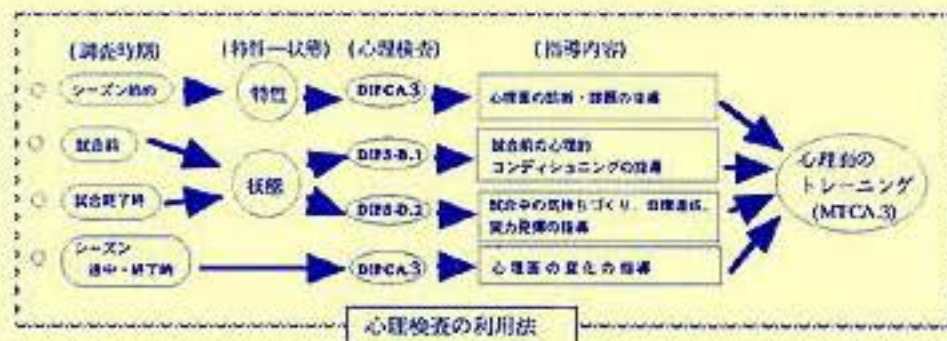 (調査時期) (特性―状態) (心理検査) (指導内容)
シーズン始め 特性 DIPCA.3 心理面の診断・課題の指導
試合前 状態 DIPS-B.1 試合前の心理的
コンディショニングの指導
試合終了時 DIPS-D.2 試合中の気持ちづくり、目標達成、
実力発揮の指導
シーズン
途中・終了時 DIPCA.3 心理面の変化の指導
心理面の
トレーニング
(MTCA.3)
心理検査の利用法